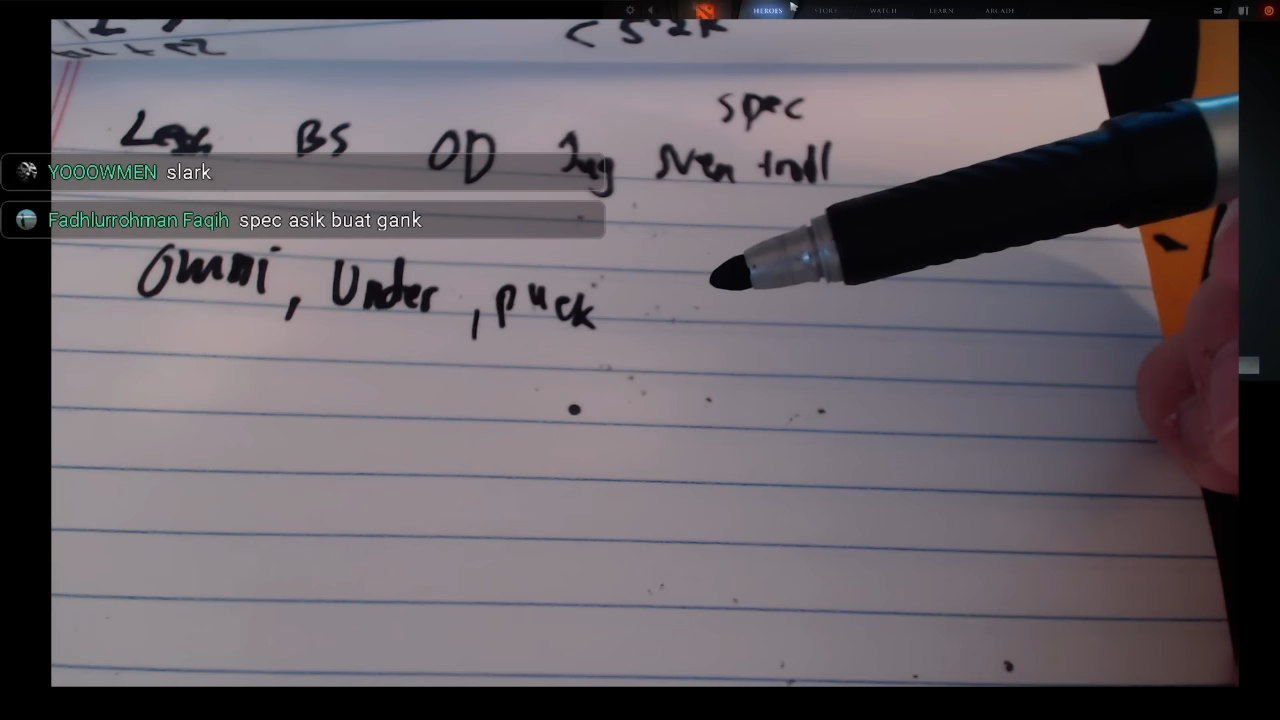 HEROES STORE WATCH LEARN ARCADE
spec
BS OD Jug Sven troll
YOOOWMEN slark
Fadhlurrohman Faqih spec asik buat gank
Omni, Under, puck